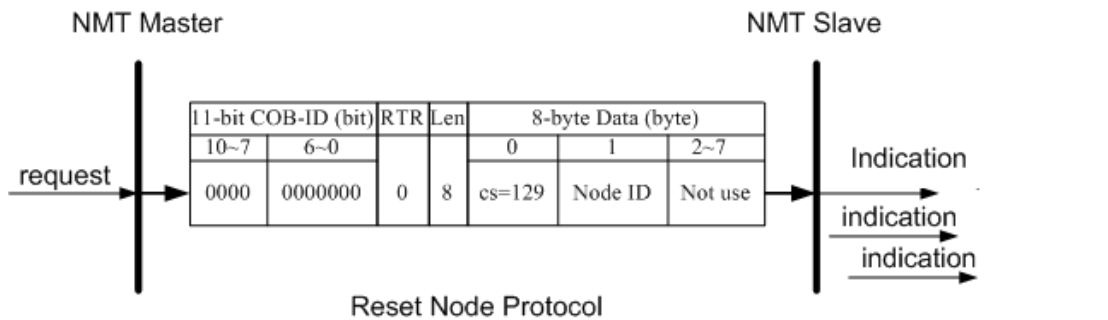 NMT Master
NMT Slave
11-bit COB-ID (bit) RTR Len 8-byte Data (byte)
10~7 6~0 0 1 2~7
request
0000 0000000 0 8 cs=129 Node ID Not use
Indication
indication
indication
Reset Node Protocol